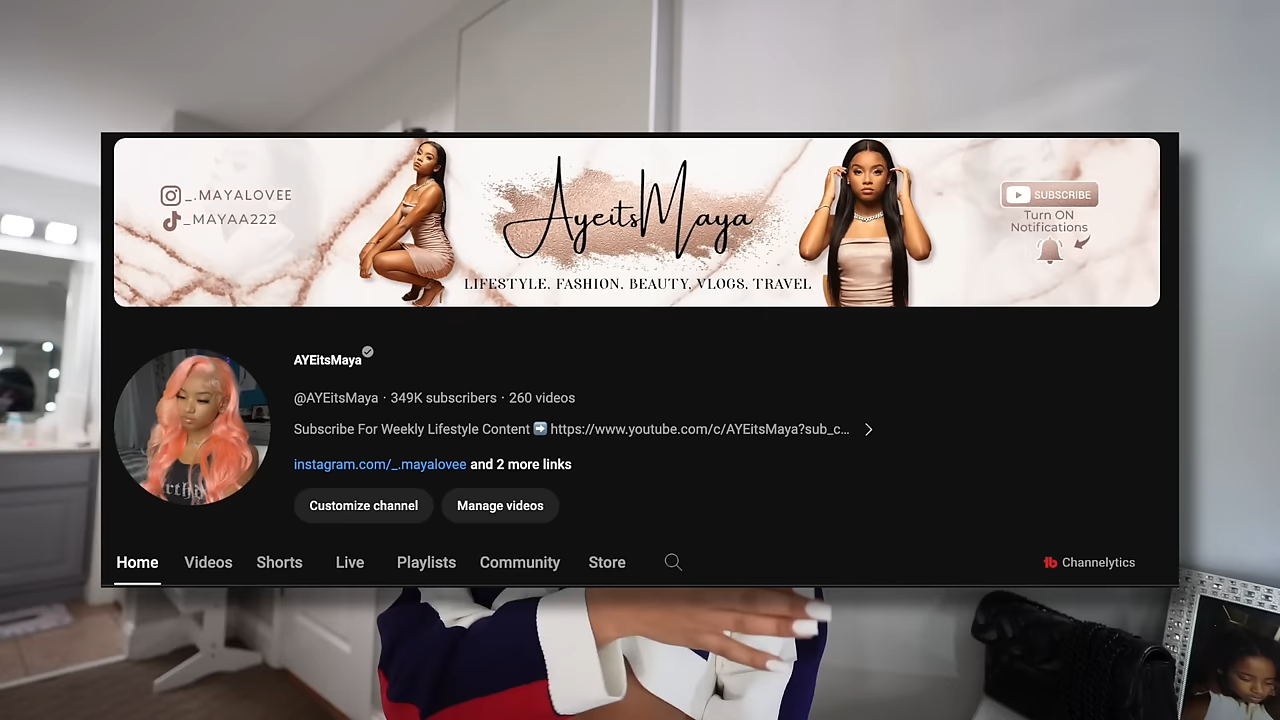 _.MAYALOVEE
_MAYAA222
AyeitsMaya
LIFESTYLE. FASHION. BEAUTY, VLOGS. TRAVEL
SUBSCRIBE
Turn ON
Notifications
AYEitsMaya
@AYEitsMaya · 349K subscribers · 260 videos
Subscribe For Weekly Lifestyle Content ➡️ https://www.youtube.com/c/AYEitsMaya?sub_c...
instagram.com/_.mayalovee and 2 more links
Customize channel Manage videos
Home Videos Shorts Live Playlists Community Store
Channelytics